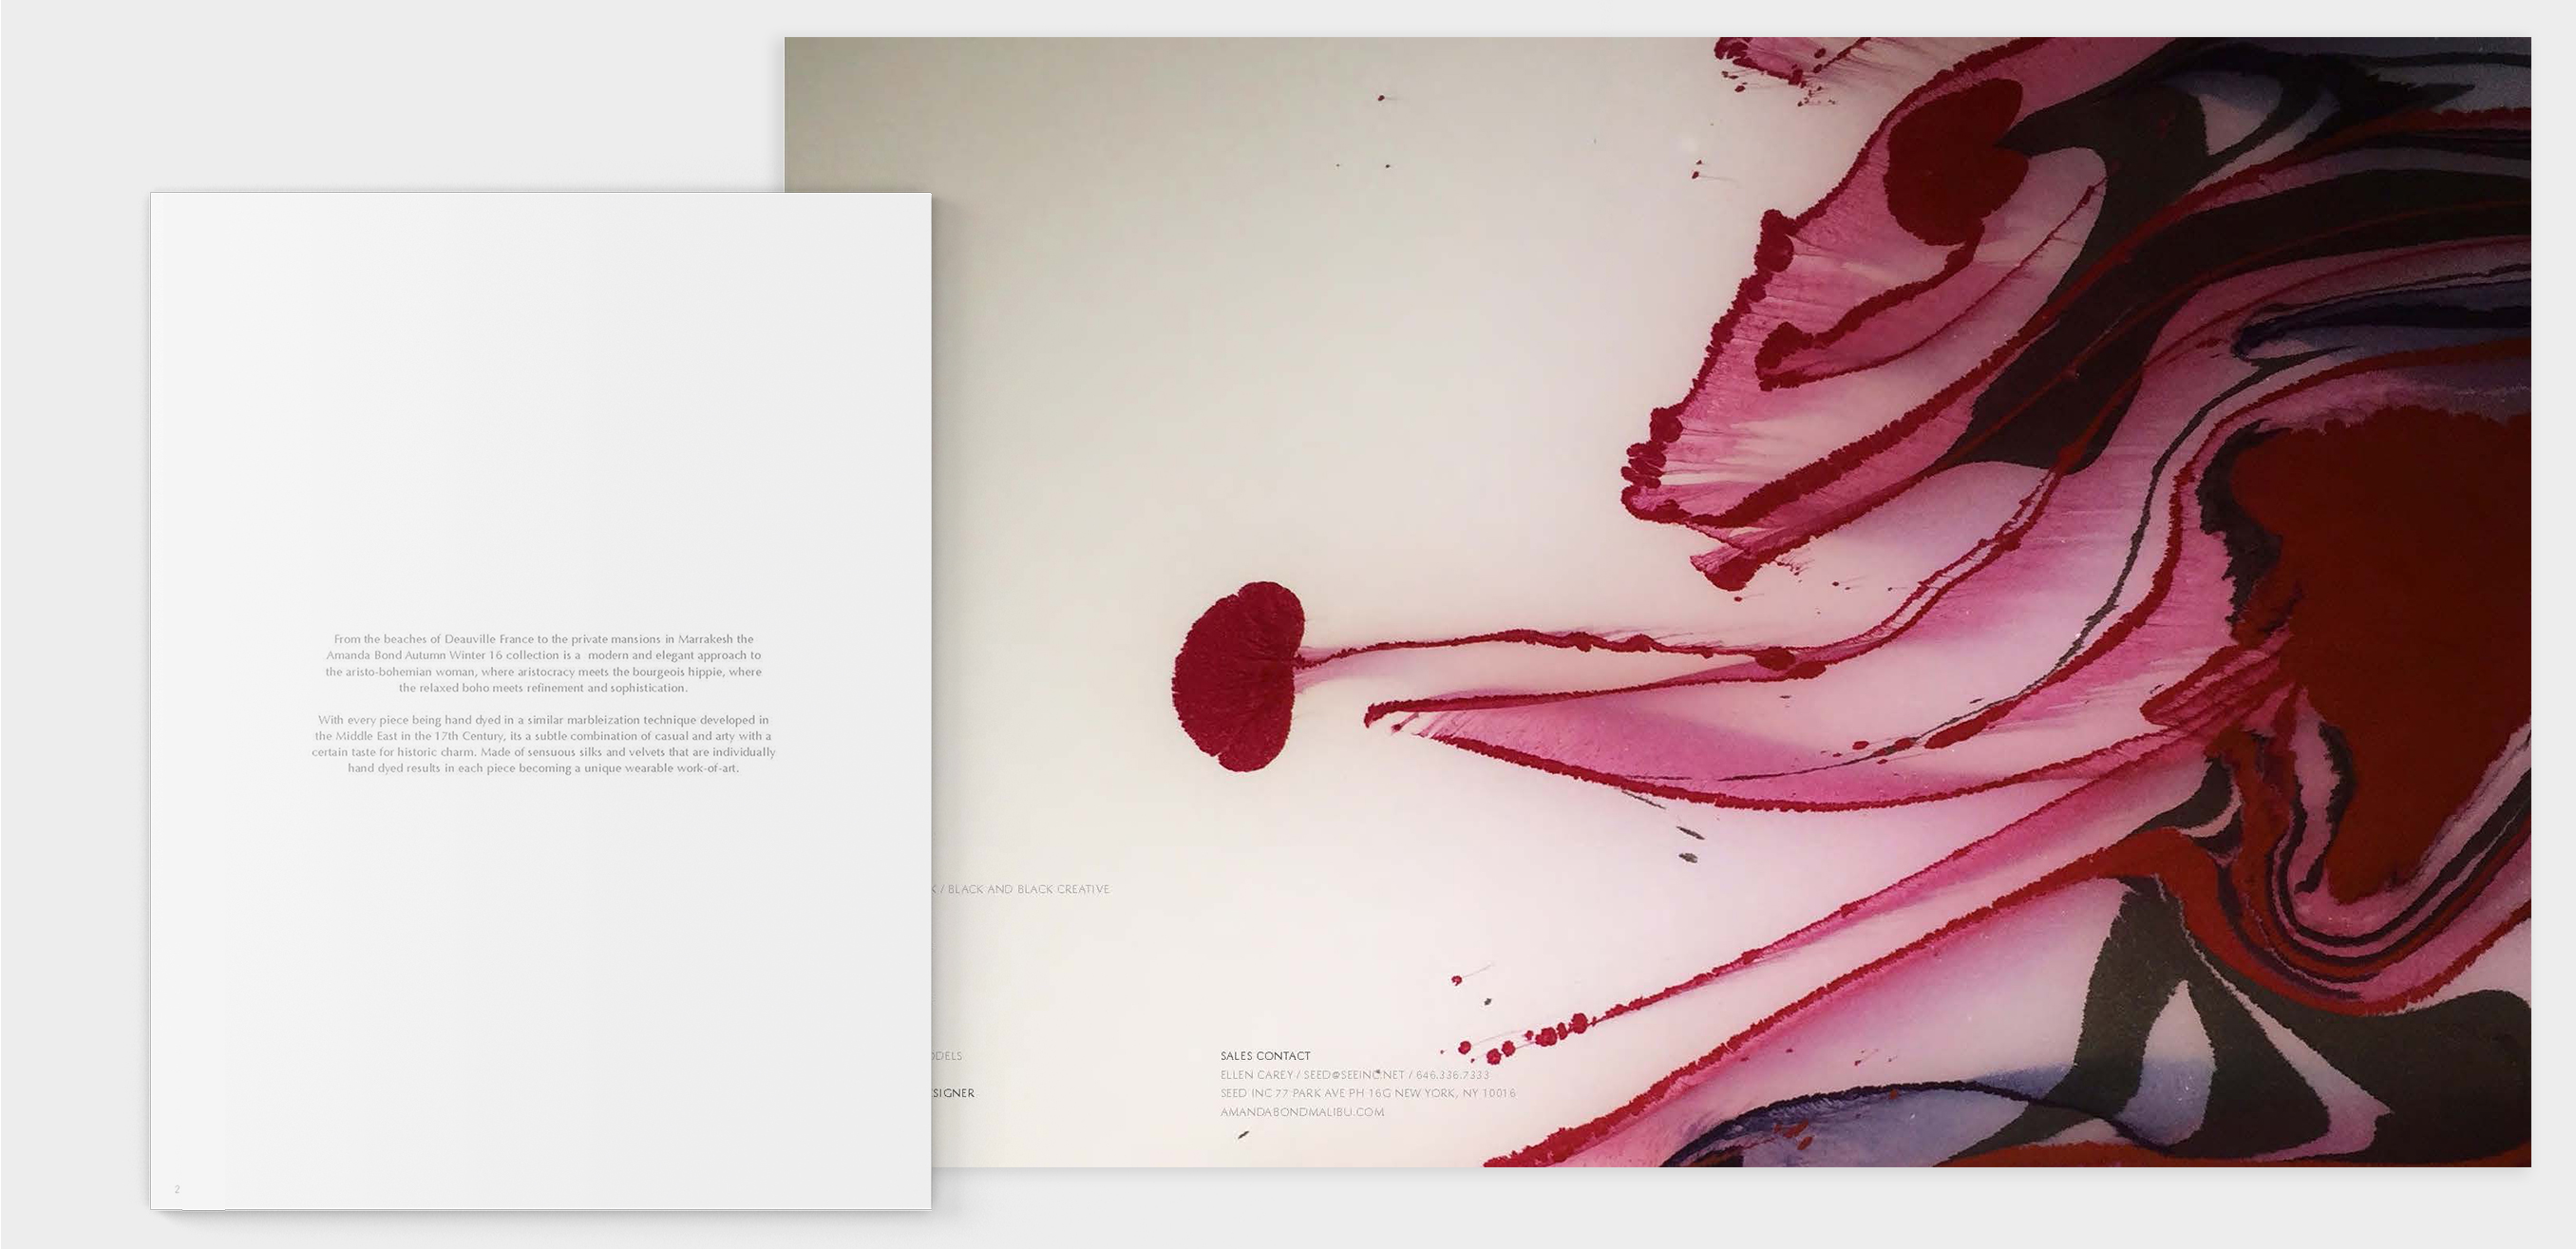 From the beaches of Deauville France to the private mansions in Marrakesh the
Amanda Bond Autumn Winter 16 collection is a modern and elegant approach to
the aristo-bohemian woman, where aristocracy meets the bourgeois hippie, where
the relaxed boho meets refinement and sophistication.
With every piece being hand dyed in a similar marbleization technique developed in
the Middle East in the 17th Century, its a subtle combination of casual and arty with a
certain taste for historic charm. Made of sensuous silks and velvets that are individually
hand dyed results in each piece becoming a unique wearable work-of-art.
2
/ BLACK AND BLACK CREATIVE
SALES CONTACT
ELLEN CAREY / SEED@SEEINC.NET / 646.336.7333
SEED INC 77 PARK AVE PH 16G NEW YORK, NY 10016
AMANDABONDMALIBU.COM